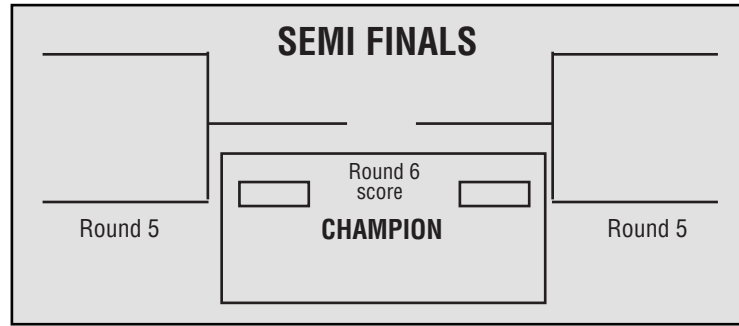 SEMI FINALS
Round 6
score
Round 5
CHAMPION
Round 5